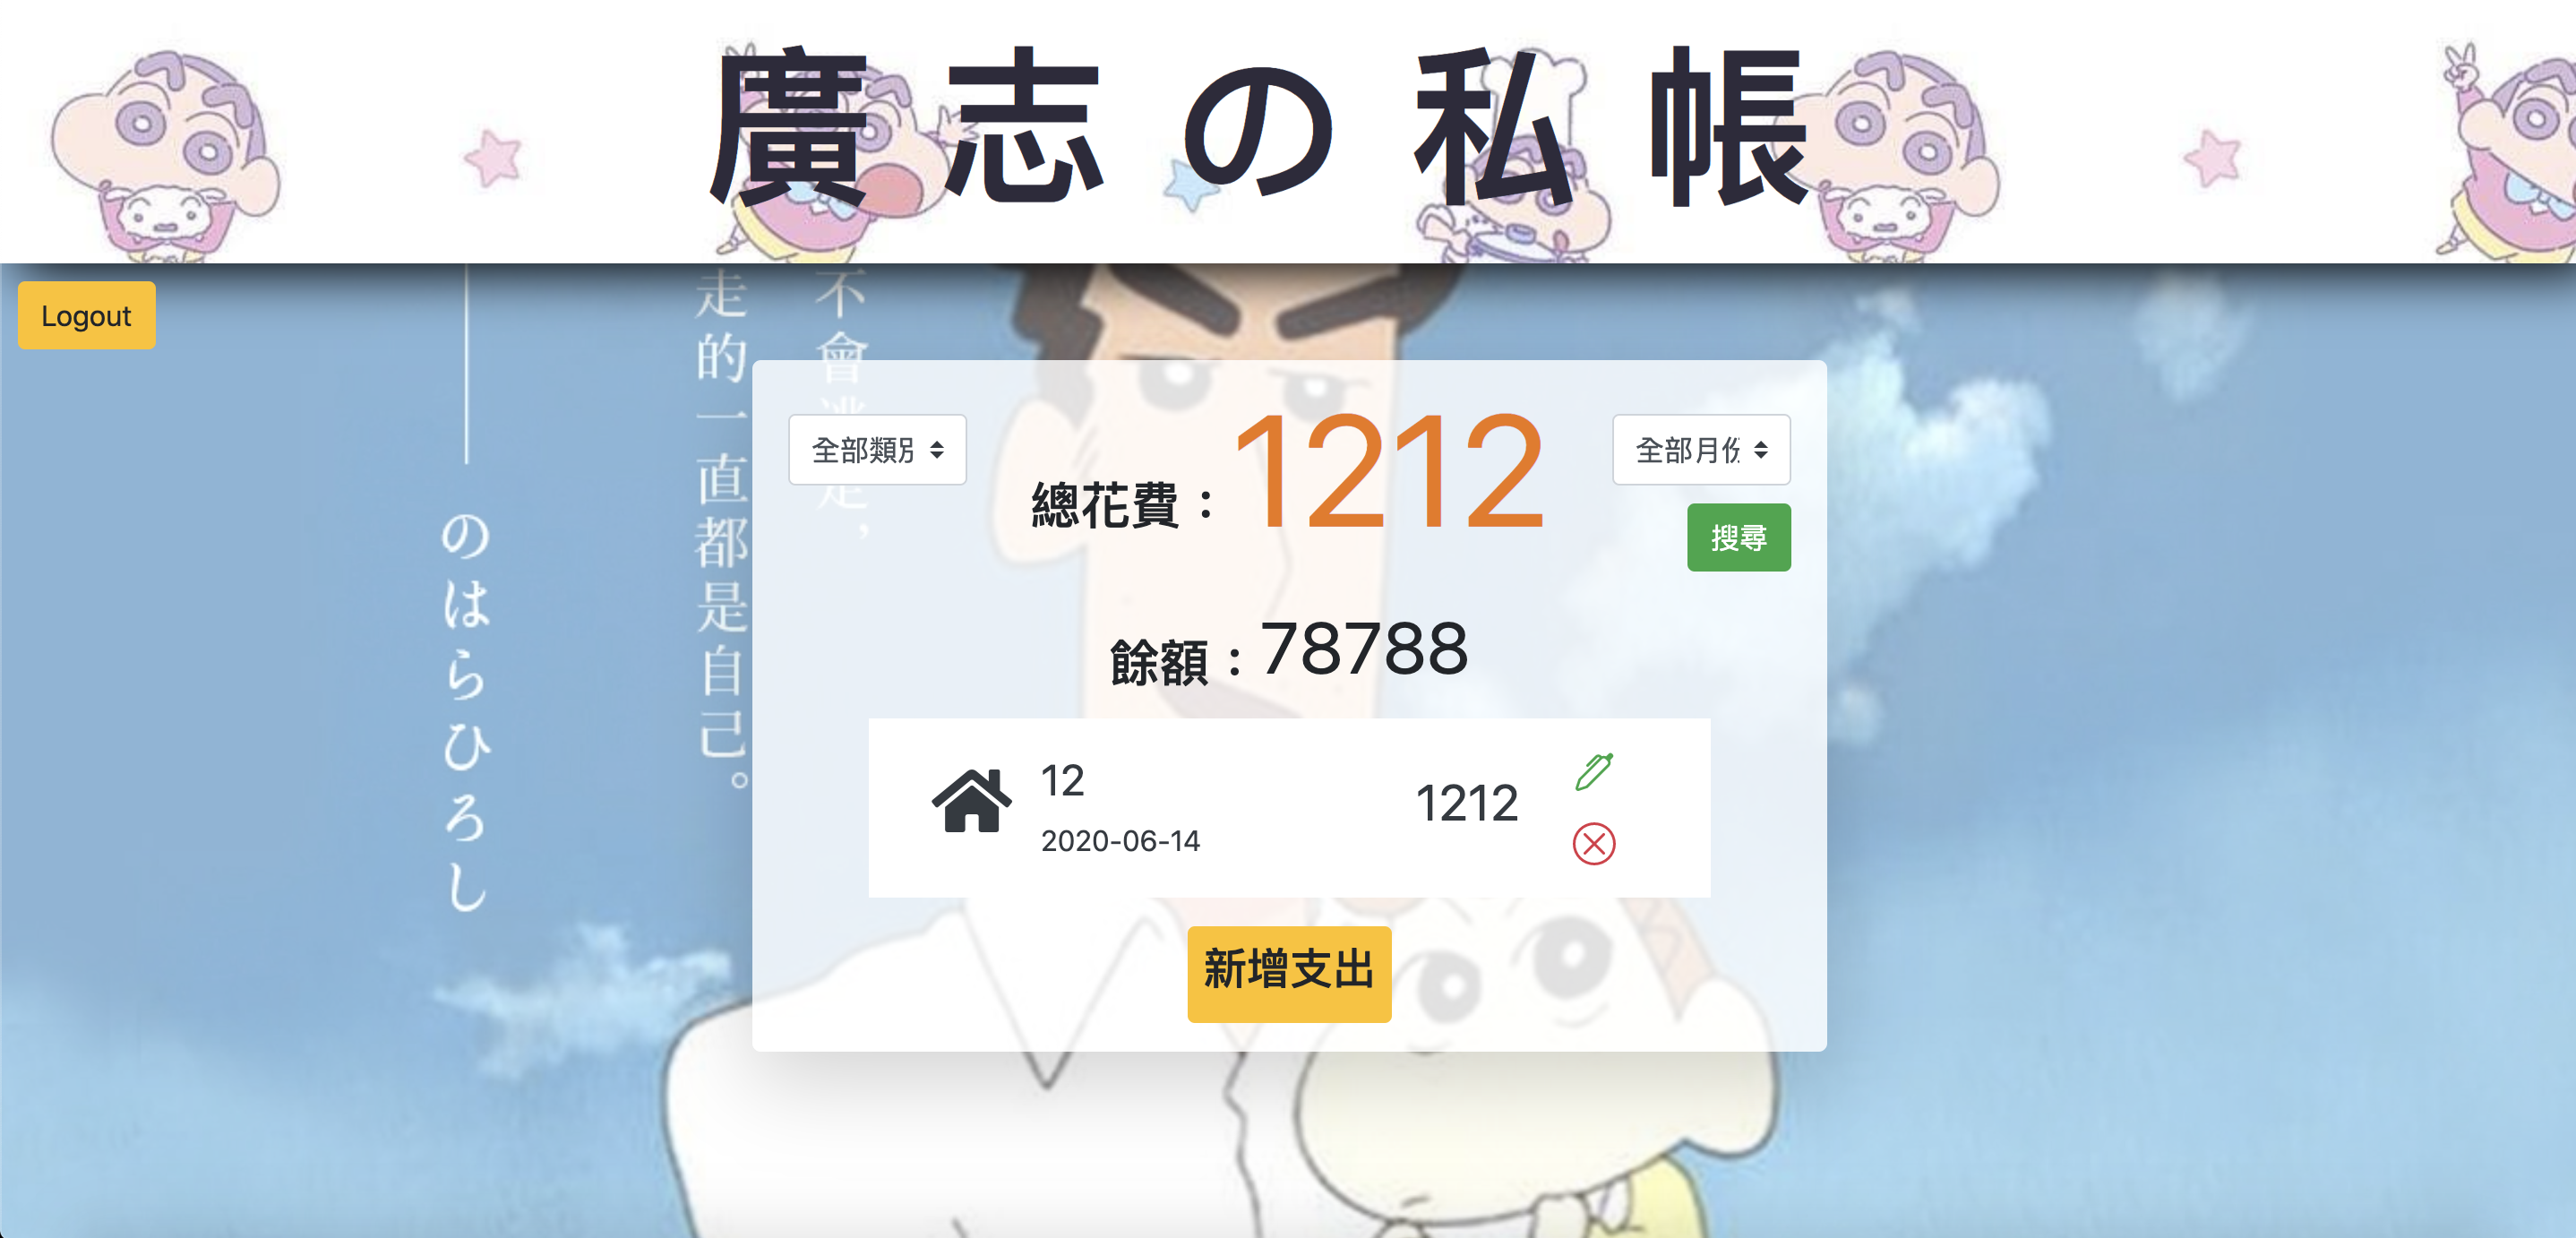 廣志の私帳
Logout
不會逃走，
走的一直都是自己。
のはらひろし
全部類別
總花費：1212
全部月份
搜尋
餘額：78788
12
2020-06-14
1212
新增支出